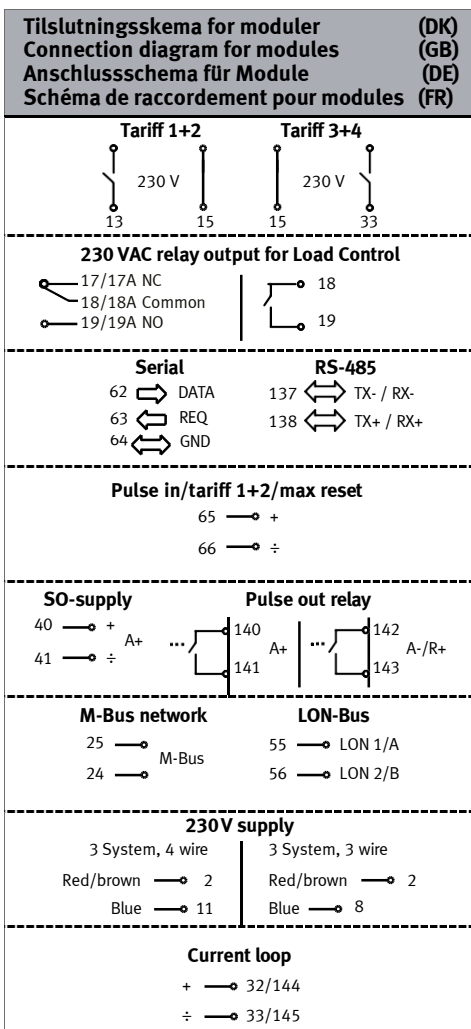 Tilslutningsskema for moduler (DK)
Connection diagram for modules (GB)
Anschlussschema für Module (DE)
Schéma de raccordement pour modules (FR)
Tariff 1+2 Tariff 3+4
230 V 230 V
13 15 15 33
230 VAC relay output for Load Control
17/17A NC 18
18/18A Common
19/19A NO 19
Serial RS-485
62 DATA 137 TX- / RX-
63 REQ 138 TX+ / RX+
64 GND
Pulse in/tariff 1+2/max reset
65 +
66 ÷
SO-supply Pulse out relay
40 + 140 142
A+ ... A+ ... A-/R+
41 ÷ 141 143
M-Bus network LON-Bus
25 55 LON 1/A
M-Bus
24 56 LON 2/B
230V supply
3 System, 4 wire 3 System, 3 wire
Red/brown 2 Red/brown 2
Blue 11 Blue 8
Current loop
+ 32/144
÷ 33/145